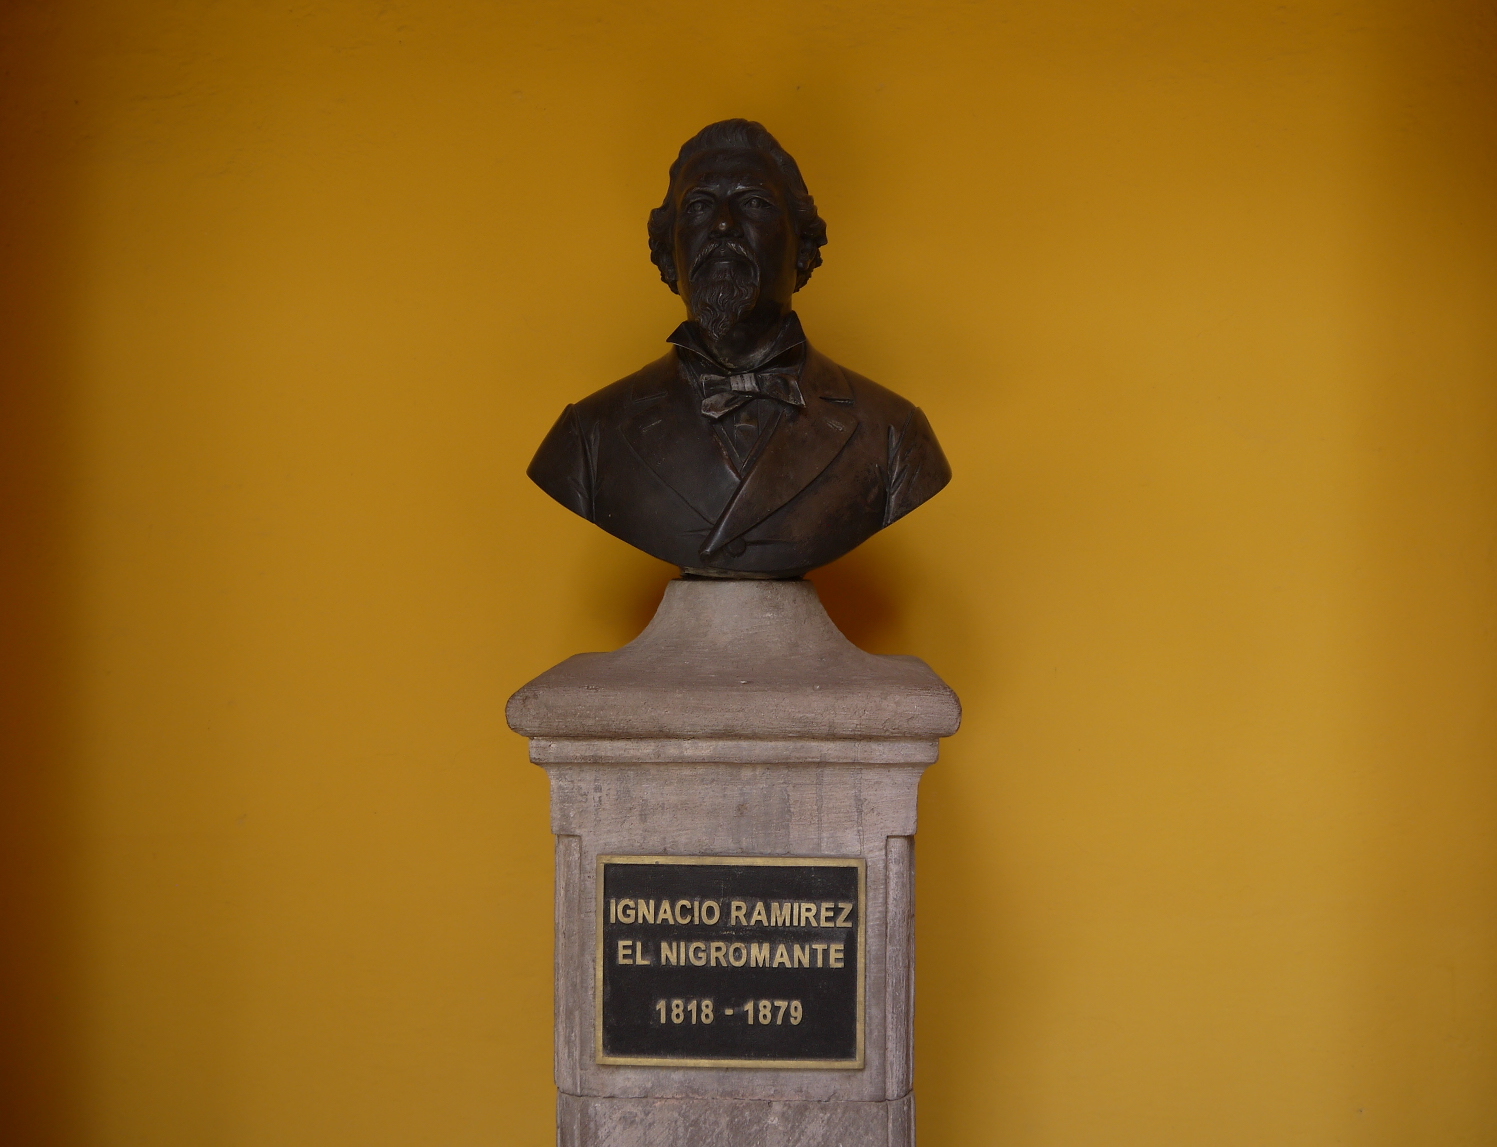 IGNACIO RAMIREZ
EL NIGROMANTE
1818 - 1879